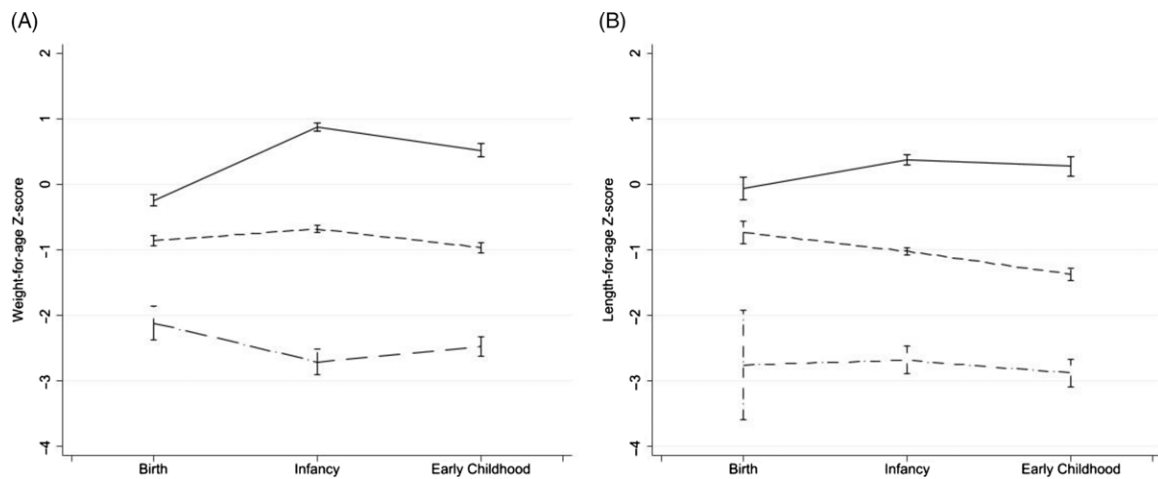 (A)
Weight-for-age Z-score
2
1
0
−1
−2
−3
−4
Birth Infancy Early Childhood
(B)
Length-for-age Z-score
2
1
0
−1
−2
−3
−4
Birth Infancy Early Childhood